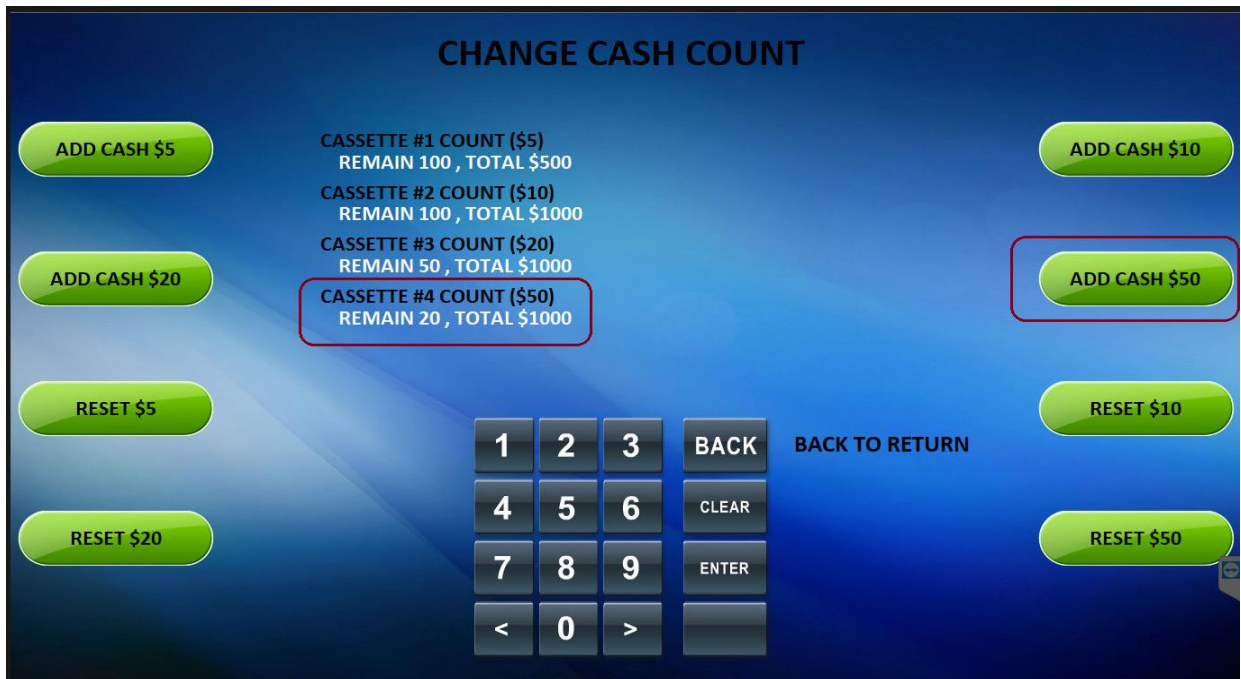 CHANGE CASH COUNT
ADD CASH $5
CASSETTE #1 COUNT ($5)
REMAIN 100 , TOTAL $500
CASSETTE #2 COUNT ($10)
REMAIN 100 , TOTAL $1000
CASSETTE #3 COUNT ($20)
REMAIN 50 , TOTAL $1000
CASSETTE #4 COUNT ($50)
REMAIN 20 , TOTAL $1000
ADD CASH $10
ADD CASH $20
ADD CASH $50
RESET $5
RESET $10
1 2 3 BACK BACK TO RETURN
4 5 6 CLEAR
RESET $20
RESET $50
7 8 9 ENTER
< 0 >